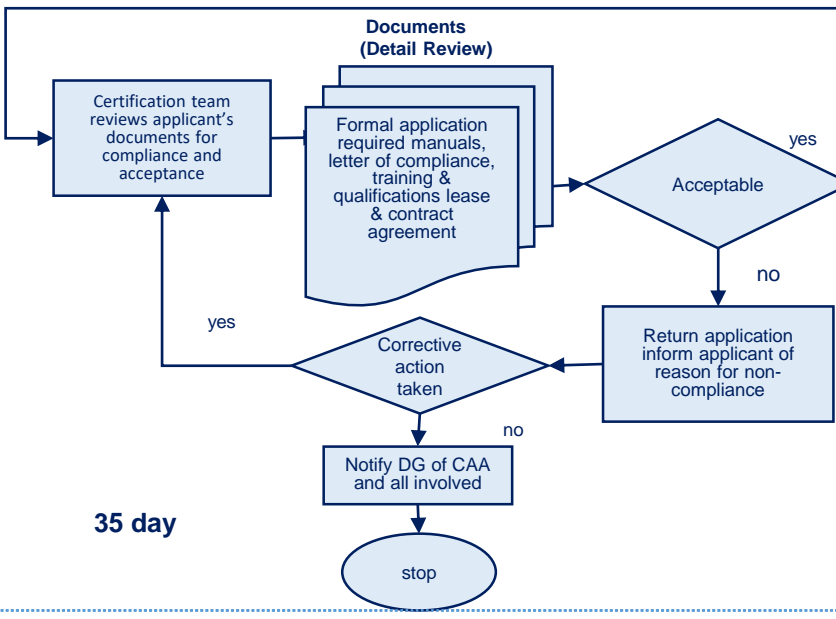 Documents
(Detail Review)
Certification team
reviews applicant’s
documents for
compliance and
acceptance
Formal application
required manuals,
letter of compliance,
training &
qualifications lease
& contract
agreement
yes
Acceptable
no
Return application
inform applicant of
reason for non-
compliance
yes
Corrective
action
taken
no
Notify DG of CAA
and all involved
35 day
stop